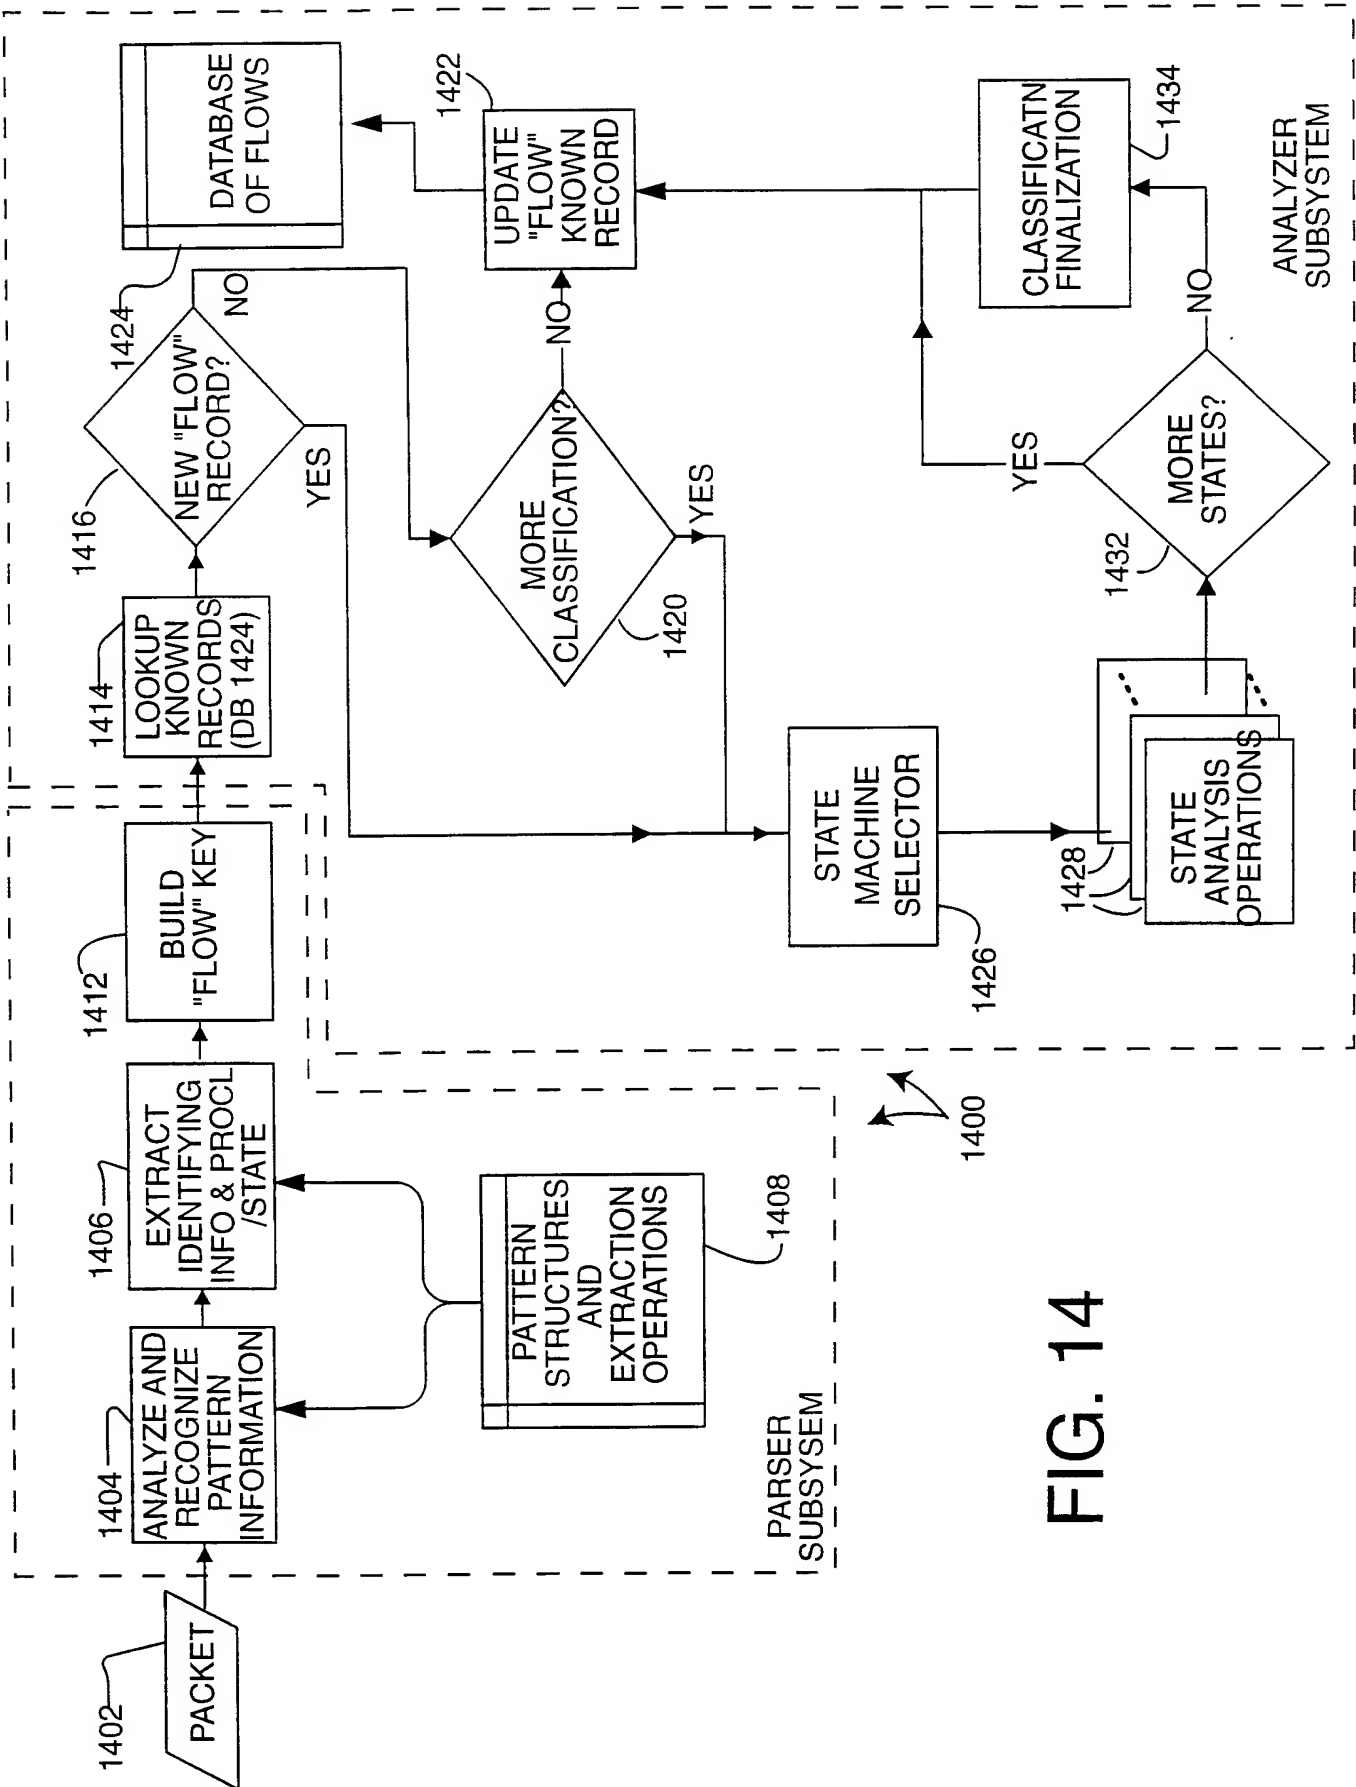 1402
PACKET
1404
ANALYZE AND
RECOGNIZE
PATTERN
INFORMATION
1406
EXTRACT
IDENTIFYING
INFO & PROCL
/STATE
1412
BUILD
"FLOW" KEY
1414
LOOKUP
KNOWN
RECORDS
(DB 1424)
1416
NEW "FLOW"
RECORD?
NO
YES
1424
DATABASE
OF FLOWS
PATTERN
STRUCTURES
AND
EXTRACTION
OPERATIONS
1408
PARSER
SUBSYSEM
1400
MORE
CLASSIFICATION?
1420
NO
YES
1422
UPDATE
"FLOW"
KNOWN
RECORD
STATE
MACHINE
SELECTOR
1426
1428
STATE
ANALYSIS
OPERATIONS
1432
MORE
STATES?
YES
NO
CLASSIFICATN
FINALIZATION
1434
ANALYZER
SUBSYSTEM
FIG. 14